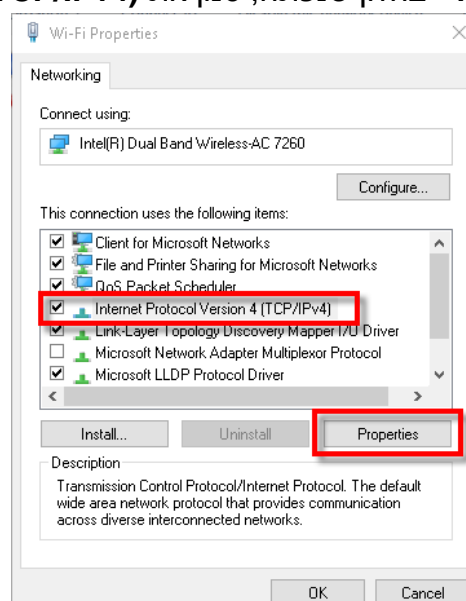 Wi-Fi Properties
Networking
Connect using:
Intel(R) Dual Band Wireless-AC 7260
Configure...
This connection uses the following items:
Client for Microsoft Networks
File and Printer Sharing for Microsoft Networks
QoS Packet Scheduler
Internet Protocol Version 4 (TCP/IPv4)
Link-Layer Topology Discovery Mapper I/O Driver
Microsoft Network Adapter Multiplexor Protocol
Microsoft LLDP Protocol Driver
Install...
Uninstall
Properties
Description
Transmission Control Protocol/Internet Protocol. The default
wide area network protocol that provides communication
across diverse interconnected networks.
OK
Cancel